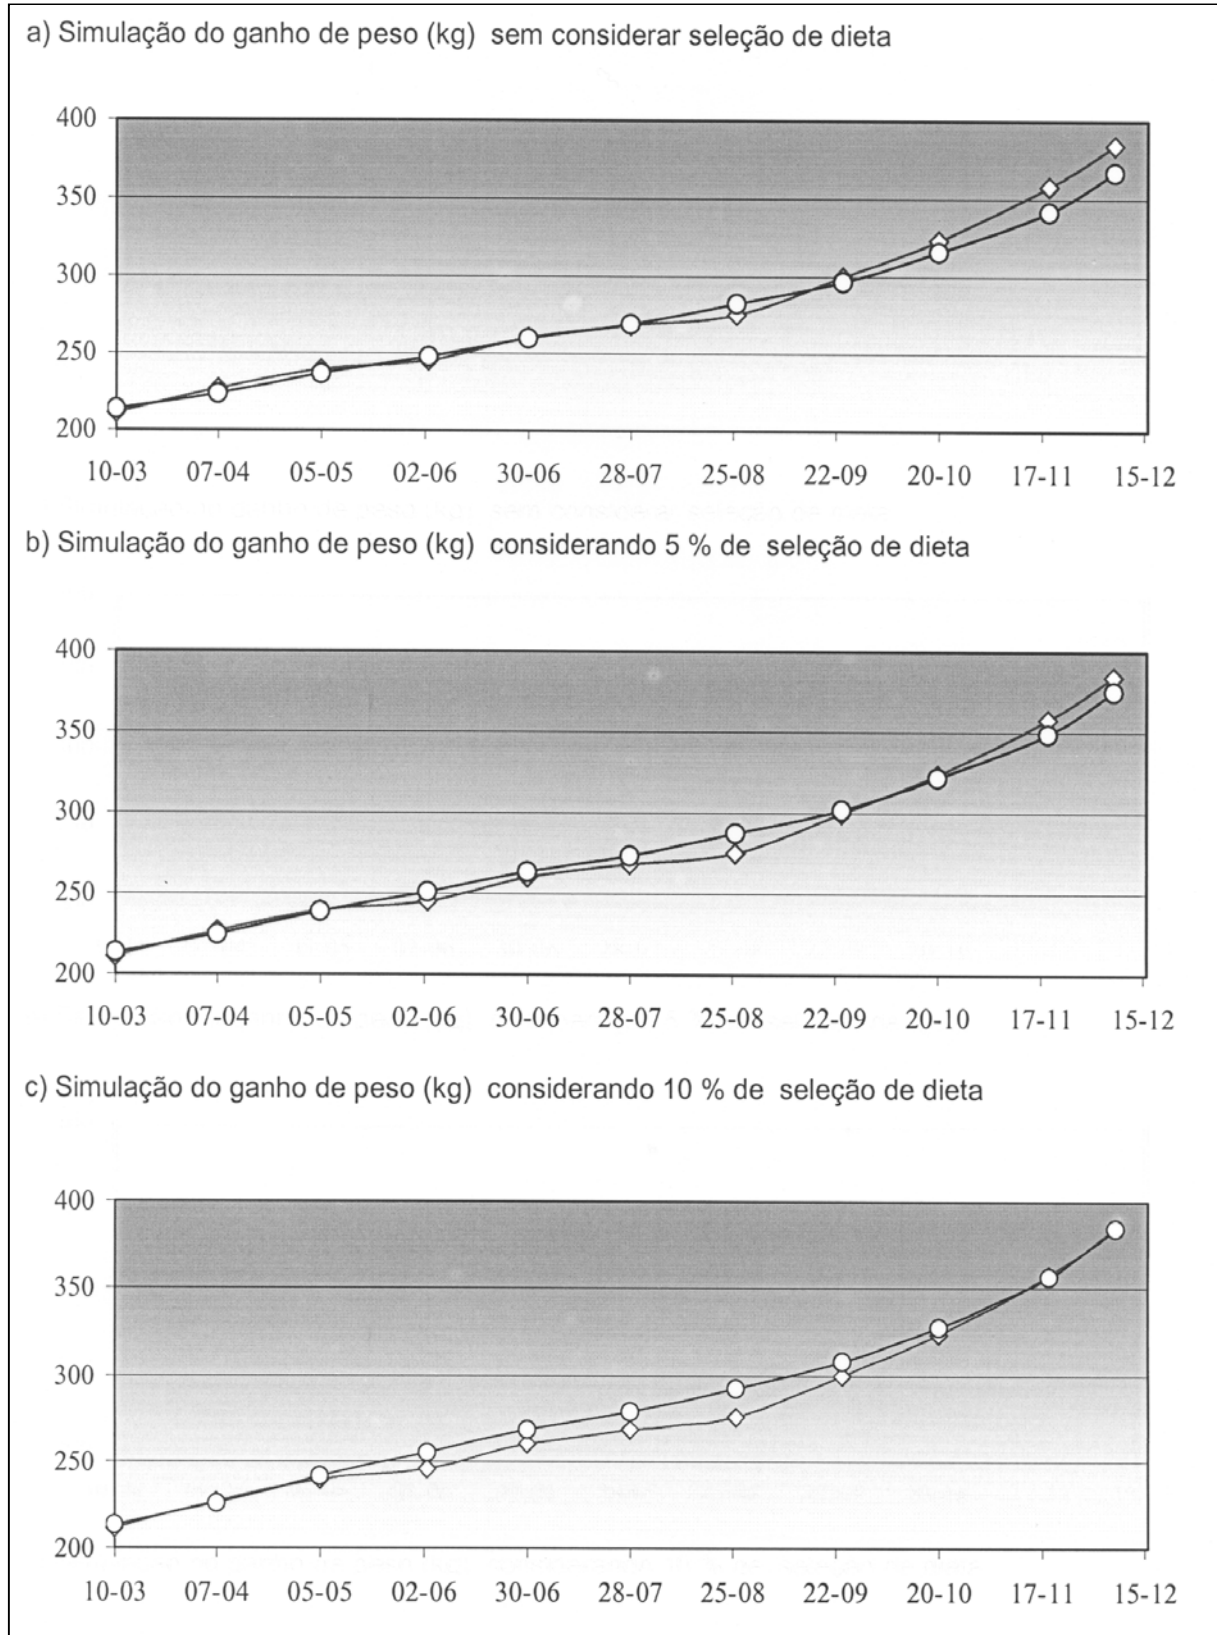 a) Simulação do ganho de peso (kg) sem considerar seleção de dieta
400
350
300
250
200
10-03 07-04 05-05 02-06 30-06 28-07 25-08 22-09 20-10 17-11 15-12
b) Simulação do ganho de peso (kg) considerando 5 % de seleção de dieta
400
350
300
250
200
10-03 07-04 05-05 02-06 30-06 28-07 25-08 22-09 20-10 17-11 15-12
c) Simulação do ganho de peso (kg) considerando 10 % de seleção de dieta
400
350
300
250
200
10-03 07-04 05-05 02-06 30-06 28-07 25-08 22-09 20-10 17-11 15-12